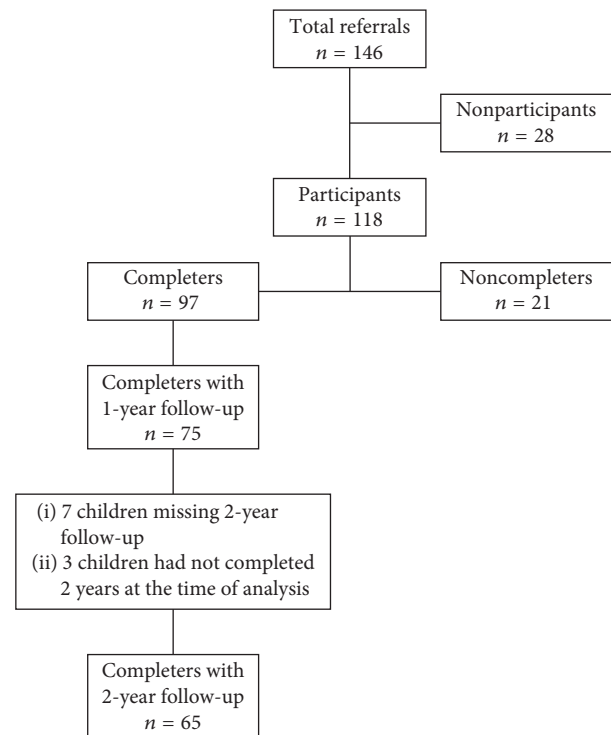 Total referrals
n = 146
Nonparticipants
n = 28
Participants
n = 118
Completers
n = 97
Noncompleters
n = 21
Completers with
1-year follow-up
n = 75
(i) 7 children missing 2-year
follow-up
(ii) 3 children had not completed
2 years at the time of analysis
Completers with
2-year follow-up
n = 65